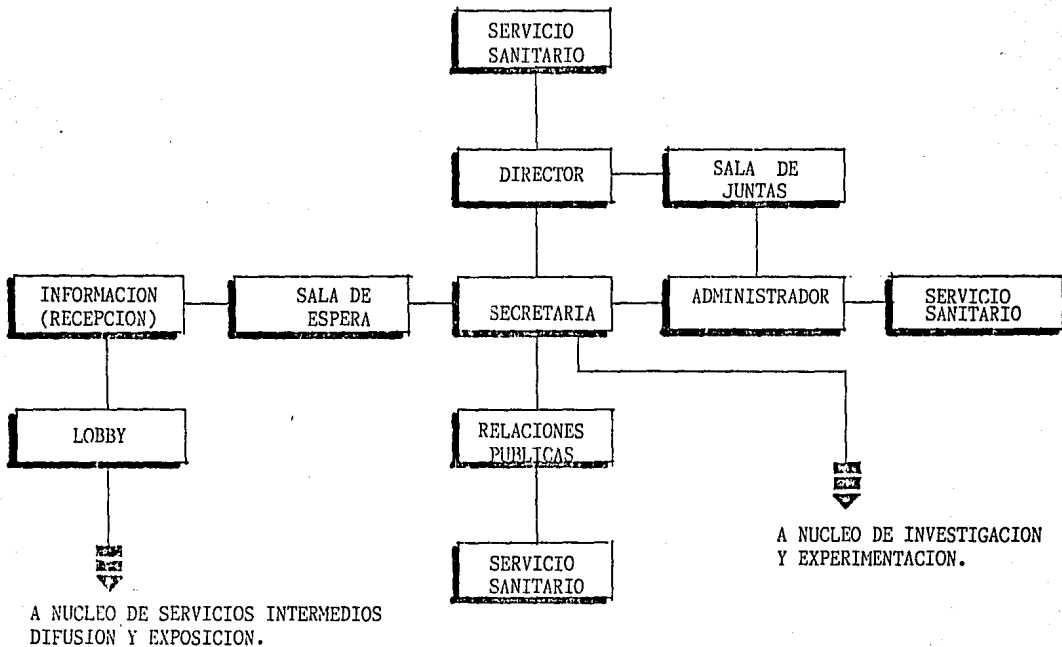 SERVICIO
SANITARIO
DIRECTOR
SALA DE
JUNTAS
INFORMACION
(RECEPCION)
SALA DE
ESPERA
SECRETARIA
ADMINISTRADOR
SERVICIO
SANITARIO
LOBBY
RELACIONES
PUBLICAS
A NUCLEO DE INVESTIGACION
Y EXPERIMENTACION.
SERVICIO
SANITARIO
A NUCLEO DE SERVICIOS INTERMEDIOS
DIFUSION Y EXPOSICION.